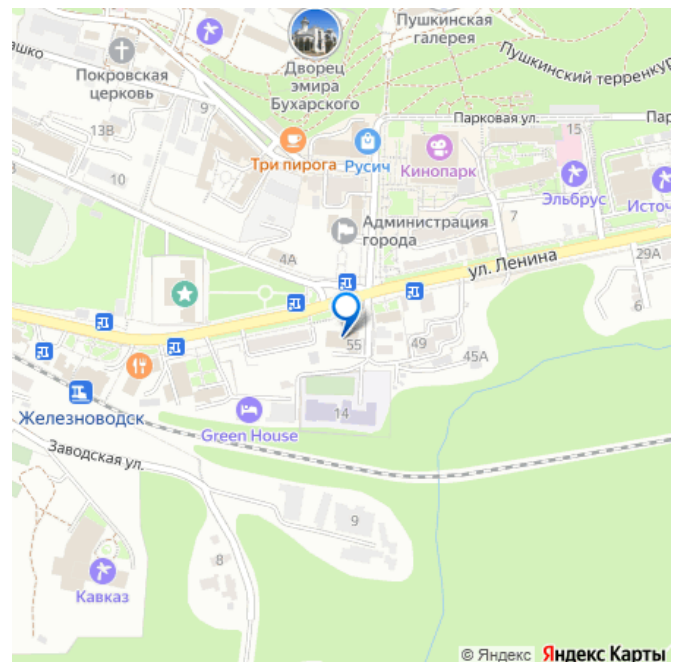 Пушкинская
галерея
ашко
Покровская
церковь
Дворец
эмира
Бухарского
Пушкинский терренкур
9
13В
Парковая ул.
15
Пар
Три пирога
Русич
Кинопарк
10
Эльбрус
Источ
7
Администрация
города
4А
ул. Ленина
29А
6
55
49
45А
14
Железноводск
Green House
Заводская ул.
9
8
Кавказ
© Яндекс Яндекс Карты